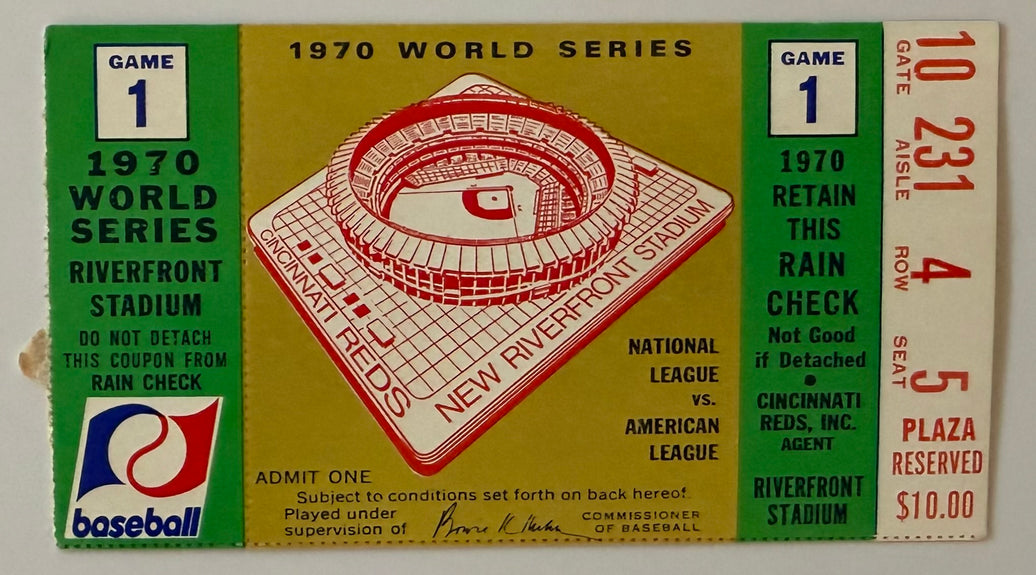 GAME
1
1970
WORLD
SERIES
RIVERFRONT
STADIUM
DO NOT DETACH
THIS COUPON FROM
RAIN CHECK
baseball
1970 WORLD SERIES
CINCINNATI REDS
NEW RIVERFRONT STADIUM
NATIONAL
LEAGUE
vs.
AMERICAN
LEAGUE
ADMIT ONE
Subject to conditions set forth on back hereof.
Played under
supervision of
Bowie K Kuhn
COMMISSIONER
OF BASEBALL
GAME
1
1970
RETAIN
THIS
RAIN
CHECK
Not Good
if Detached
•
CINCINNATI
REDS, INC.
AGENT
RIVERFRONT
STADIUM
10 231 4 5
GATE AISLE ROW SEAT
PLAZA
RESERVED
$10.00